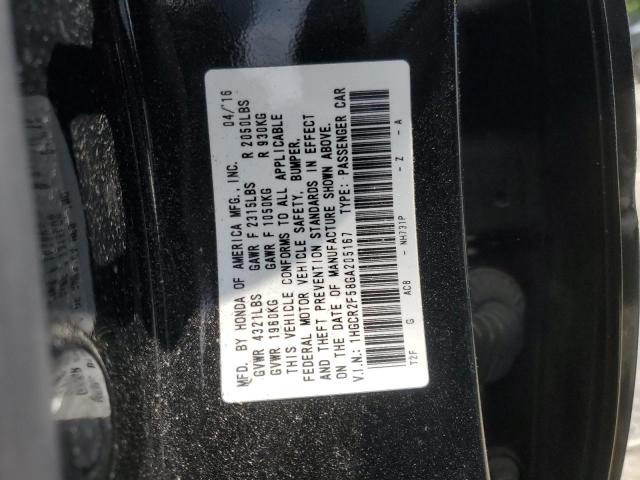 MFD. BY HONDA OF AMERICA MFG., INC. 04/'16
GVWR 4321LBS GAWR F 2315LBS R 2050LBS
GVWR 1960KG GAWR F 1050KG R 930KG
THIS VEHICLE CONFORMS TO ALL APPLICABLE
FEDERAL MOTOR VEHICLE SAFETY, BUMPER,
AND THEFT PREVENTION STANDARDS IN EFFECT
ON THE DATE OF MANUFACTURE SHOWN ABOVE.
V.I.N.: 1HGCR2F58GA205167 TYPE: PASSENGER CAR
T2F G AC8 - NH731P - Z - A